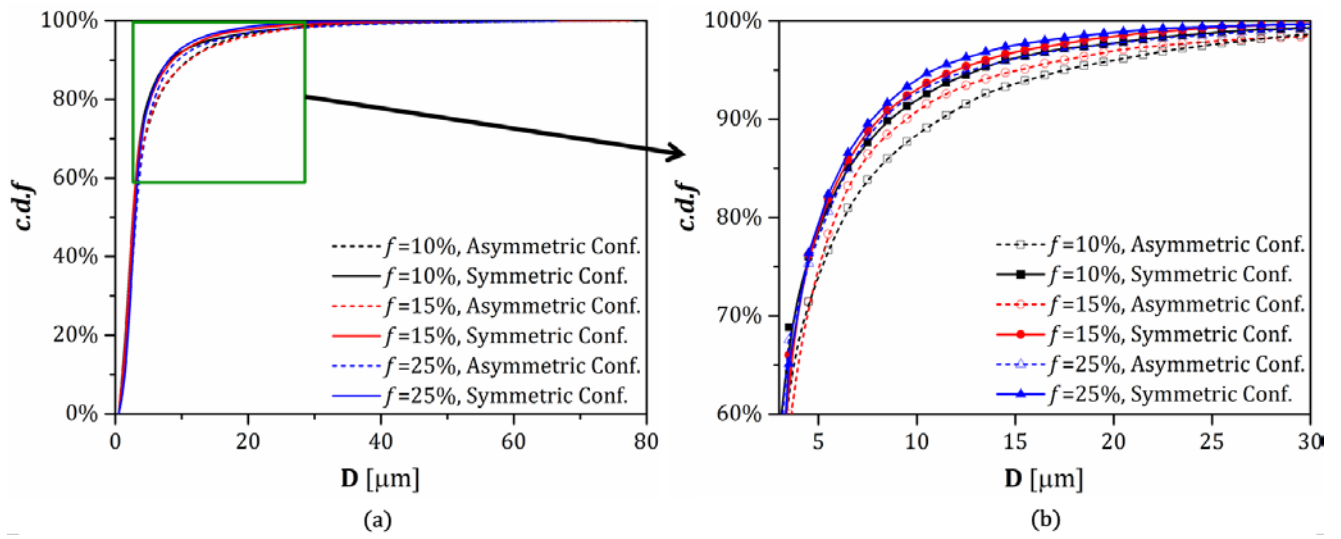 100%
80%
60%
40%
20%
0%
c.d.f
f=10%, Asymmetric Conf.
f=10%, Symmetric Conf.
f=15%, Asymmetric Conf.
f=15%, Symmetric Conf.
f=25%, Asymmetric Conf.
f=25%, Symmetric Conf.
0 20 40 60 80
D [μm]
(a)
100%
90%
80%
70%
60%
c.d.f
f=10%, Asymmetric Conf.
f=10%, Symmetric Conf.
f=15%, Asymmetric Conf.
f=15%, Symmetric Conf.
f=25%, Asymmetric Conf.
f=25%, Symmetric Conf.
5 10 15 20 25 30
D [μm]
(b)